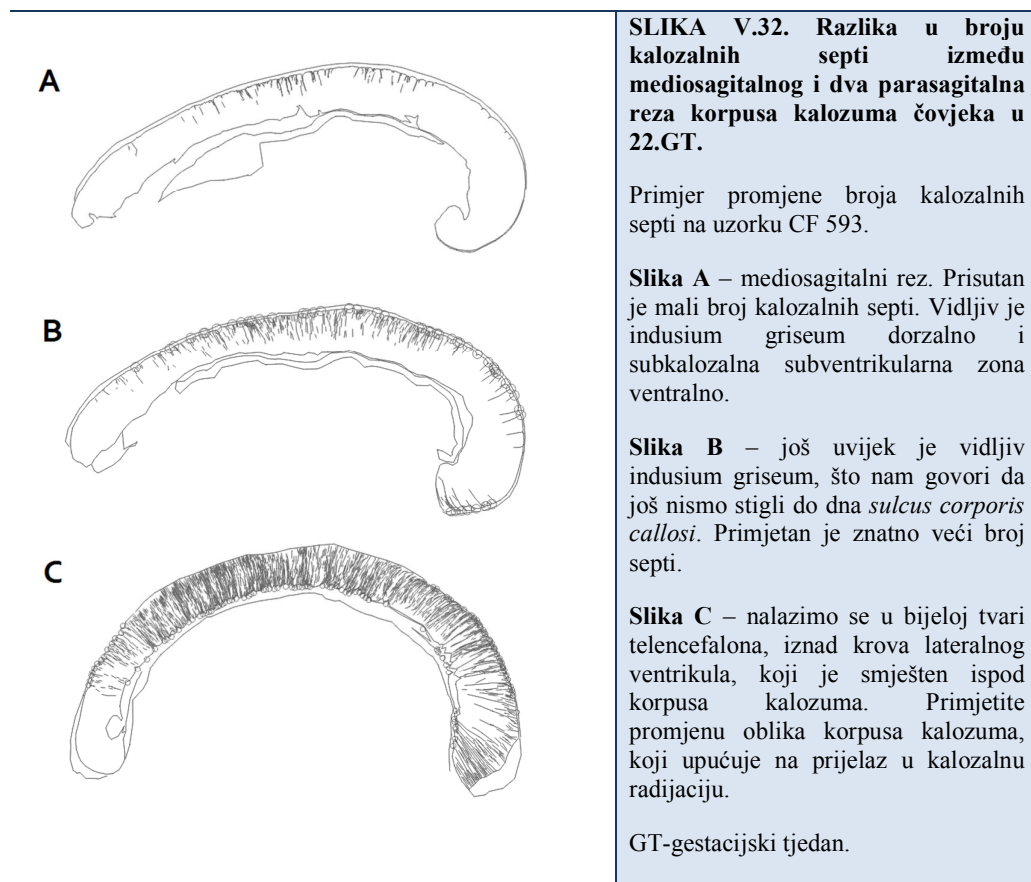 A
B
C
SLIKA V.32. Razlika u broju
kalozalnih septi između
mediosagitalnog i dva parasagitalna
reza korpusa kalozuma čovjeka u
22.GT.
Primjer promjene broja kalozalnih
septi na uzorku CF 593.
Slika A – mediosagitalni rez. Prisutan
je mali broj kalozalnih septi. Vidljiv je
indusium griseum dorzalno i
subkalozalna subventrikularna zona
ventralno.
Slika B – još uvijek je vidljiv
indusium griseum, što nam govori da
još nismo stigli do dna sulcus corporis
callosi. Primjetan je znatno veći broj
septi.
Slika C – nalazimo se u bijeloj tvari
telencefalona, iznad krova lateralnog
ventrikula, koji je smješten ispod
korpusa kalozuma. Primjetite
promjenu oblika korpusa kalozuma,
koji upućuje na prijelaz u kalozalnu
radijaciju.
GT-gestacijski tjedan.